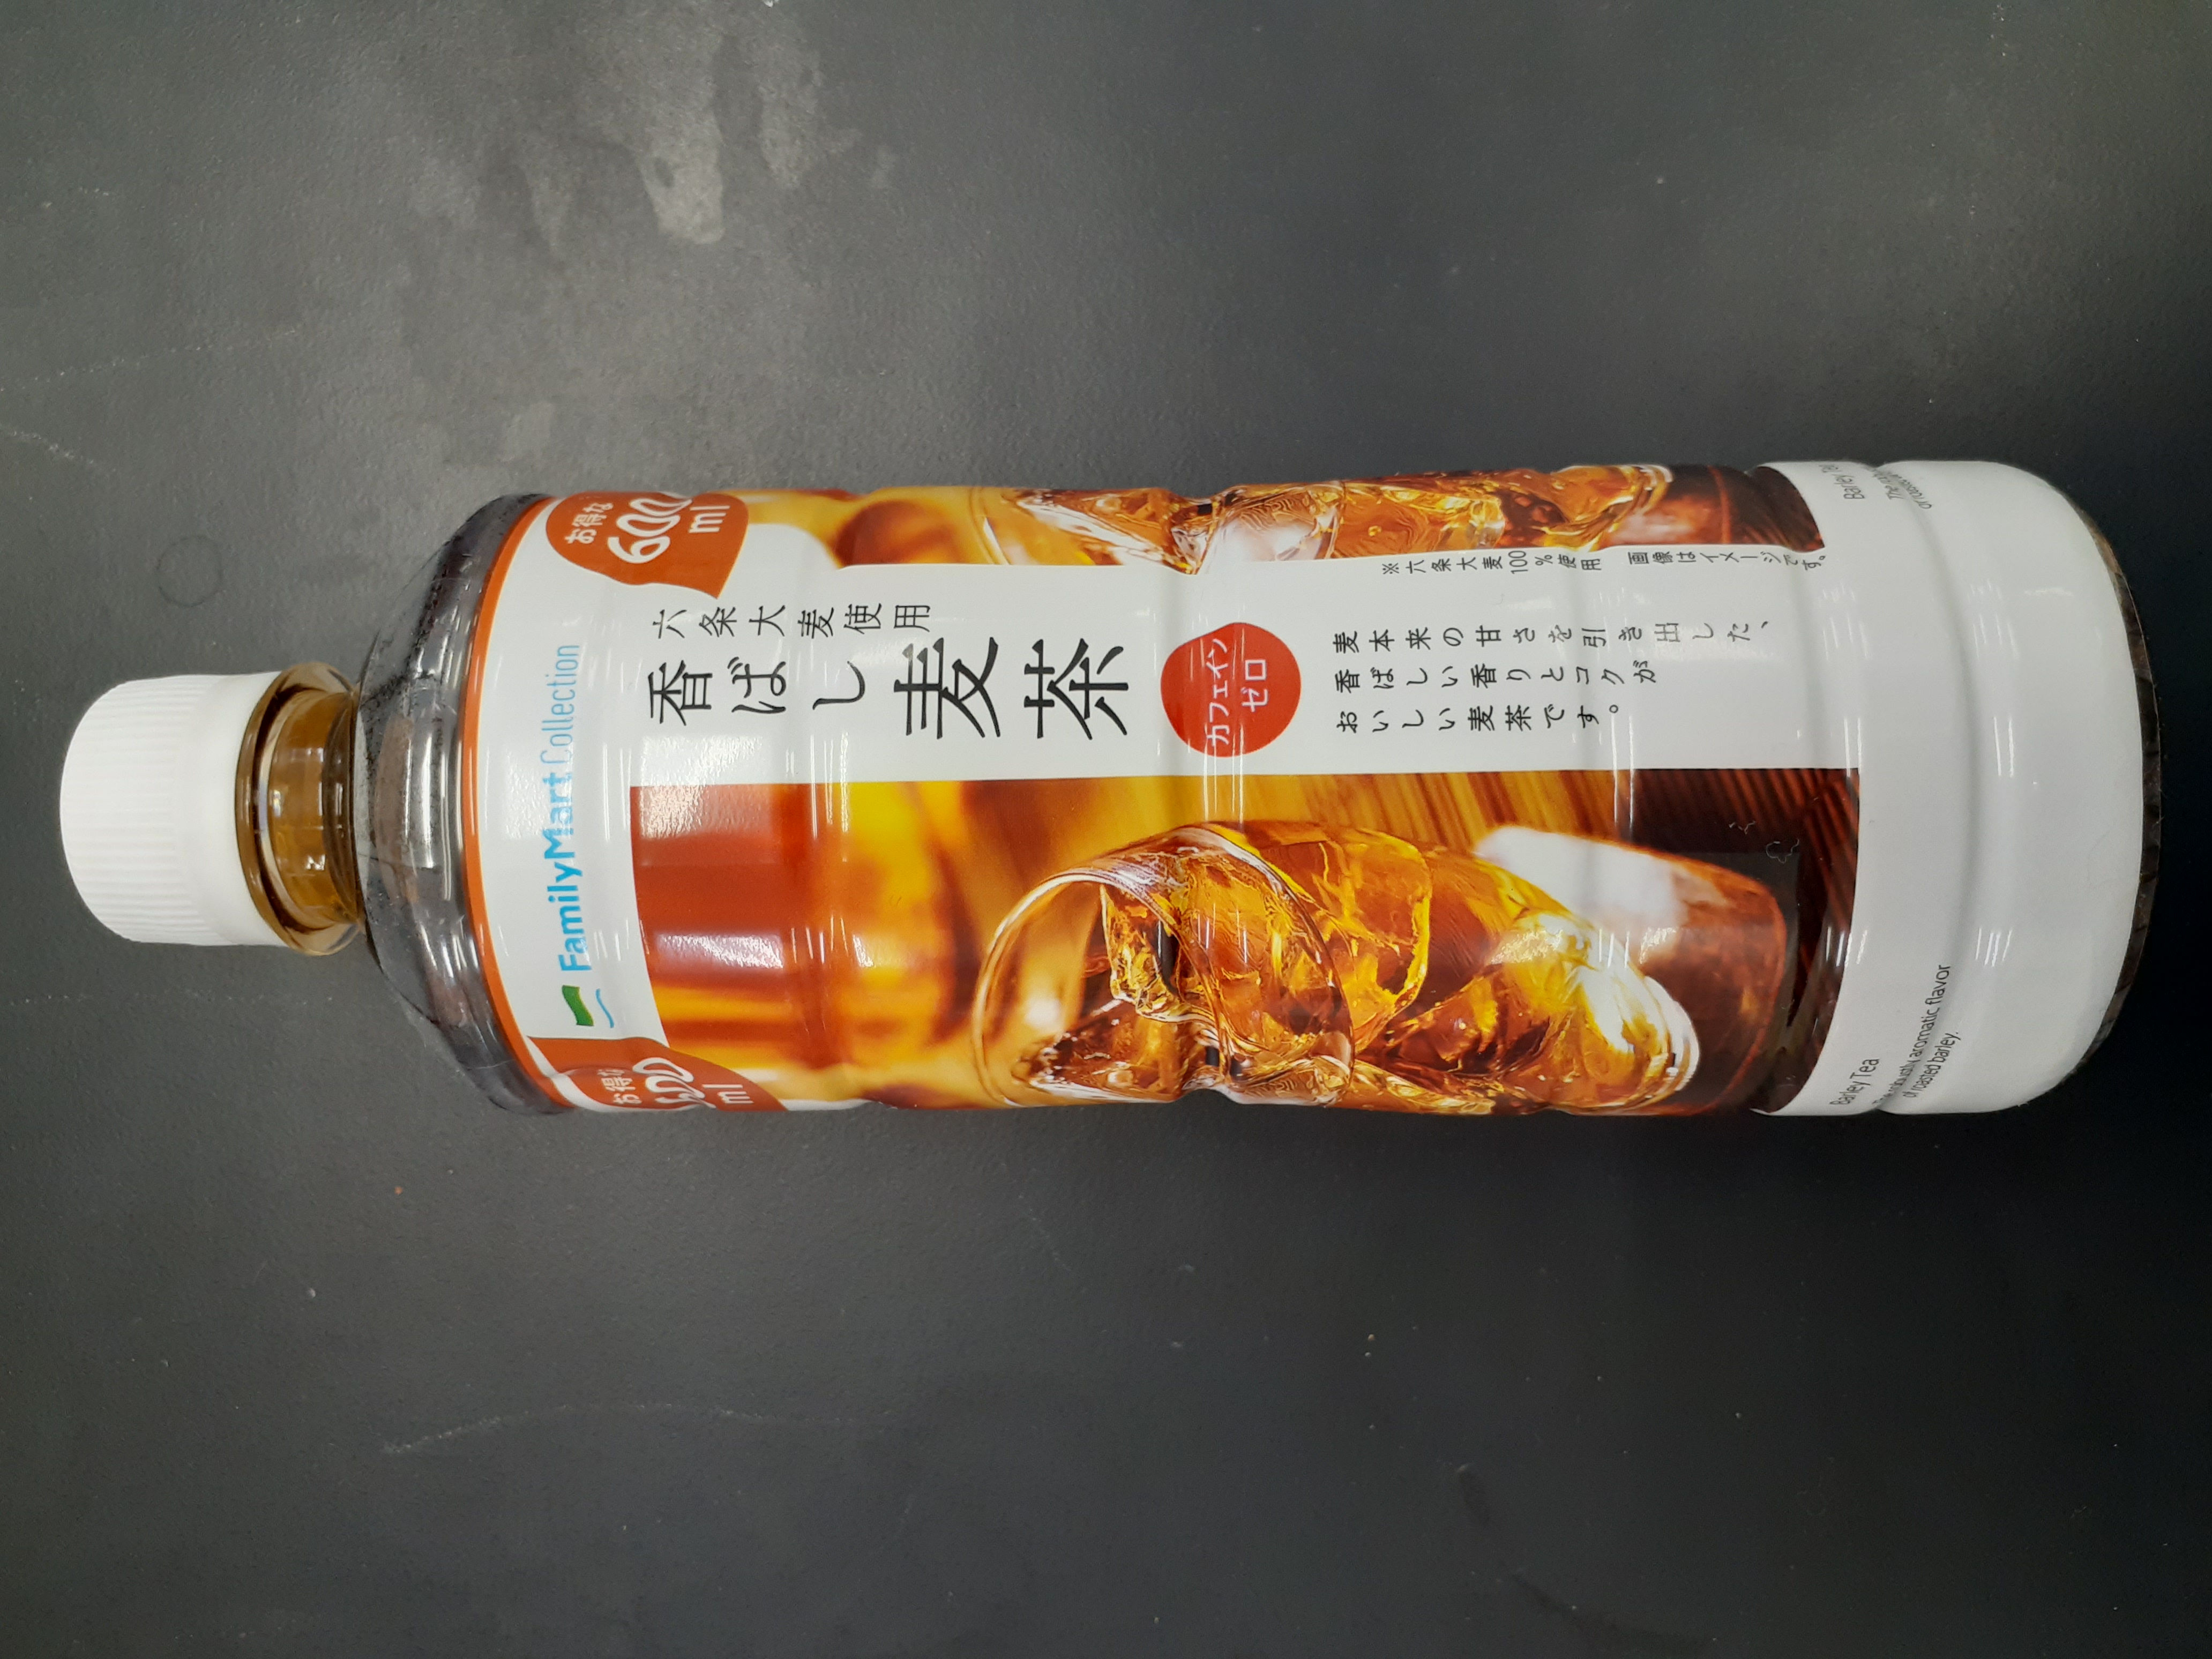 お得な
600
ml
FamilyMart Collection
六条大麦使用
香ばし麦茶
カフェイン
ゼロ
麦本来の甘さを引き出した、
香ばしい香りとコクが
おいしい麦茶です。
※六条大麦100%使用 画像はイメージです。
お得な
600
ml
Barley Tea
The robustly aromatic flavor
of roasted barley.
Barley Tea